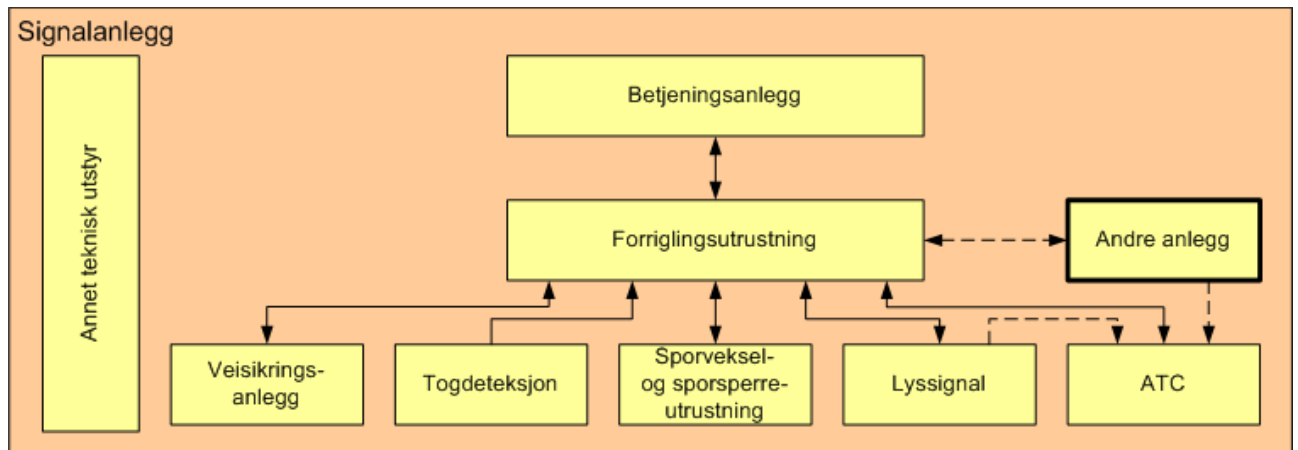 Signalanlegg
Annet teknisk utstyr
Betjeningsanlegg
Forriglingsutrustning
Andre anlegg
Veisikrings-
anlegg
Togdeteksjon
Sporveksel-
og sporsperre-
utrustning
Lyssignal
ATC